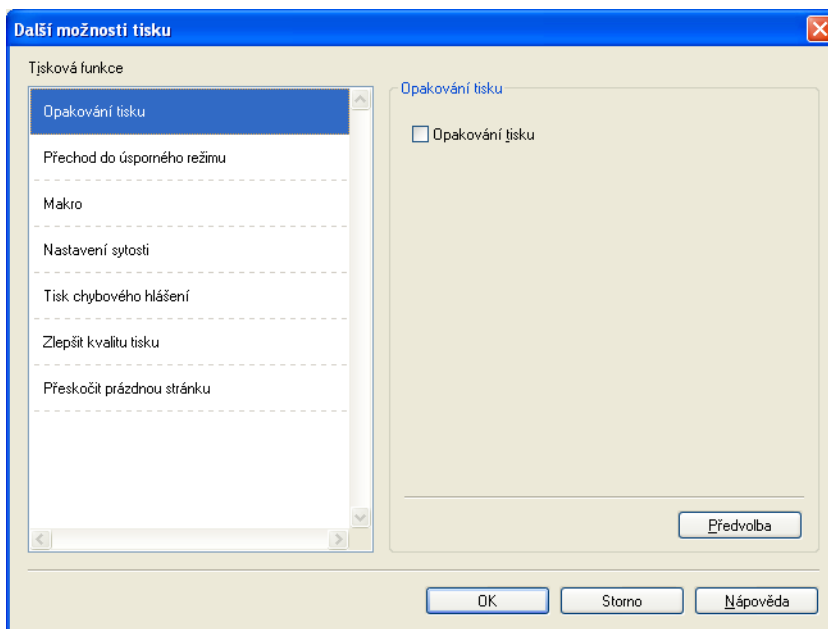 Další možnosti tisku
Tisková funkce
Opakování tisku
Přechod do úsporného režimu
Makro
Nastavení sytosti
Tisk chybového hlášení
Zlepšit kvalitu tisku
Přeskočit prázdnou stránku
Opakování tisku
Opakování tisku
Předvolba
OK
Storno
Nápověda